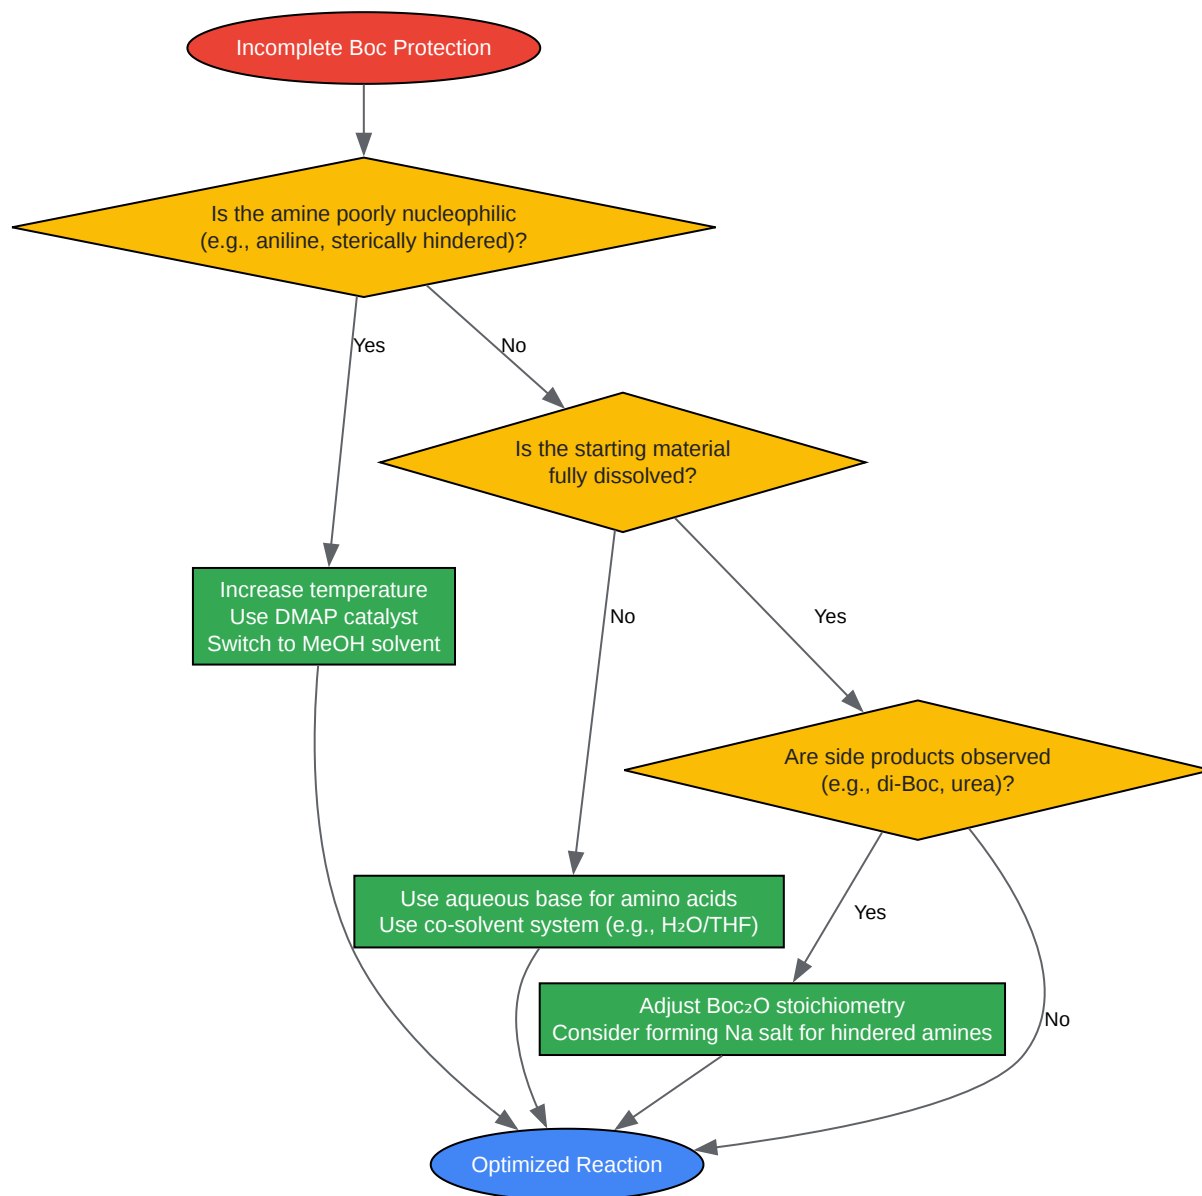 Incomplete Boc Protection
Is the amine poorly nucleophilic
(e.g., aniline, sterically hindered)?
Yes
No
Is the starting material
fully dissolved?
Increase temperature
Use DMAP catalyst
Switch to MeOH solvent
No
Yes
Are side products observed
(e.g., di-Boc, urea)?
Use aqueous base for amino acids
Use co-solvent system (e.g., H₂O/THF)
Yes
Adjust Boc₂O stoichiometry
Consider forming Na salt for hindered amines
No
Optimized Reaction